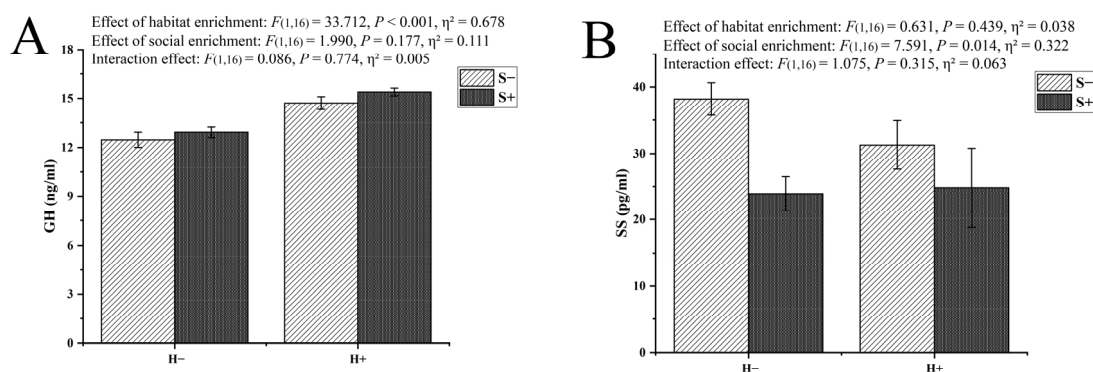 A
Effect of habitat enrichment: F(1,16) = 33.712, P < 0.001, η² = 0.678
Effect of social enrichment: F(1,16) = 1.990, P = 0.177, η² = 0.111
Interaction effect: F(1,16) = 0.086, P = 0.774, η² = 0.005
S−
S+
GH (ng/ml)
18
15
12
9
6
3
0
H−
H+
B
Effect of habitat enrichment: F(1,16) = 0.631, P = 0.439, η² = 0.038
Effect of social enrichment: F(1,16) = 7.591, P = 0.014, η² = 0.322
Interaction effect: F(1,16) = 1.075, P = 0.315, η² = 0.063
S−
S+
SS (pg/ml)
40
30
20
10
0
H−
H+